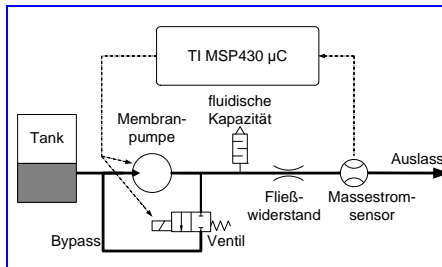 TI MSP430 µC
fluidische
Kapazität
Membran-
pumpe
Tank
Auslass
Fließ-
widerstand
Massestrom-
sensor
Bypass
Ventil